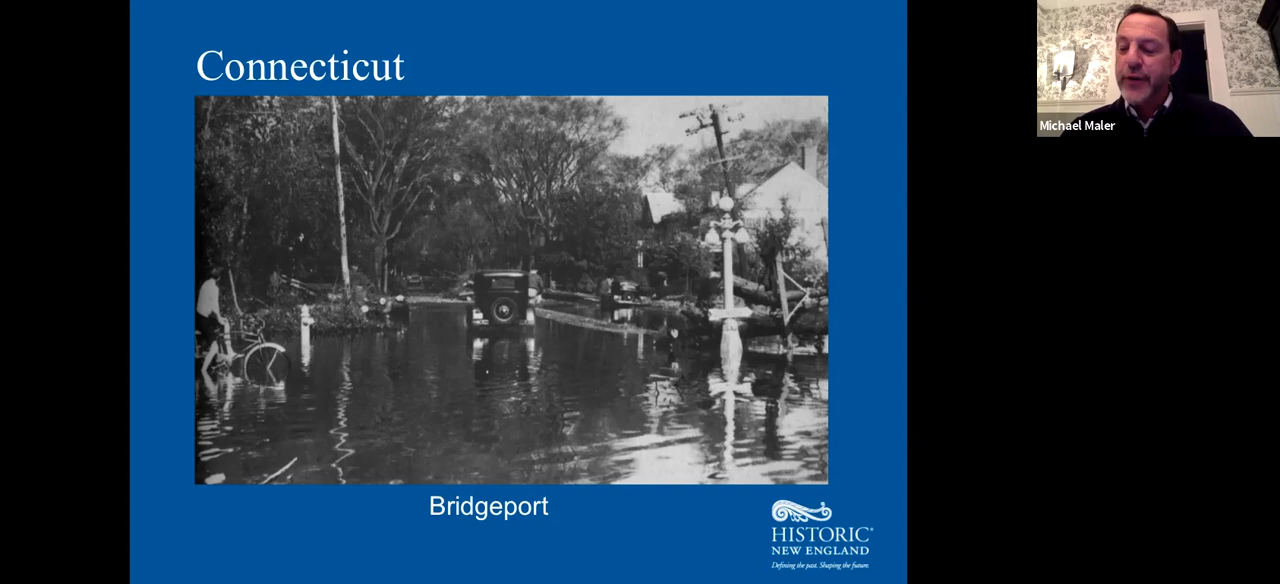 Connecticut
Michael Maler
Bridgeport
HISTORIC®
NEW ENGLAND
Defining the past. Shaping the future.